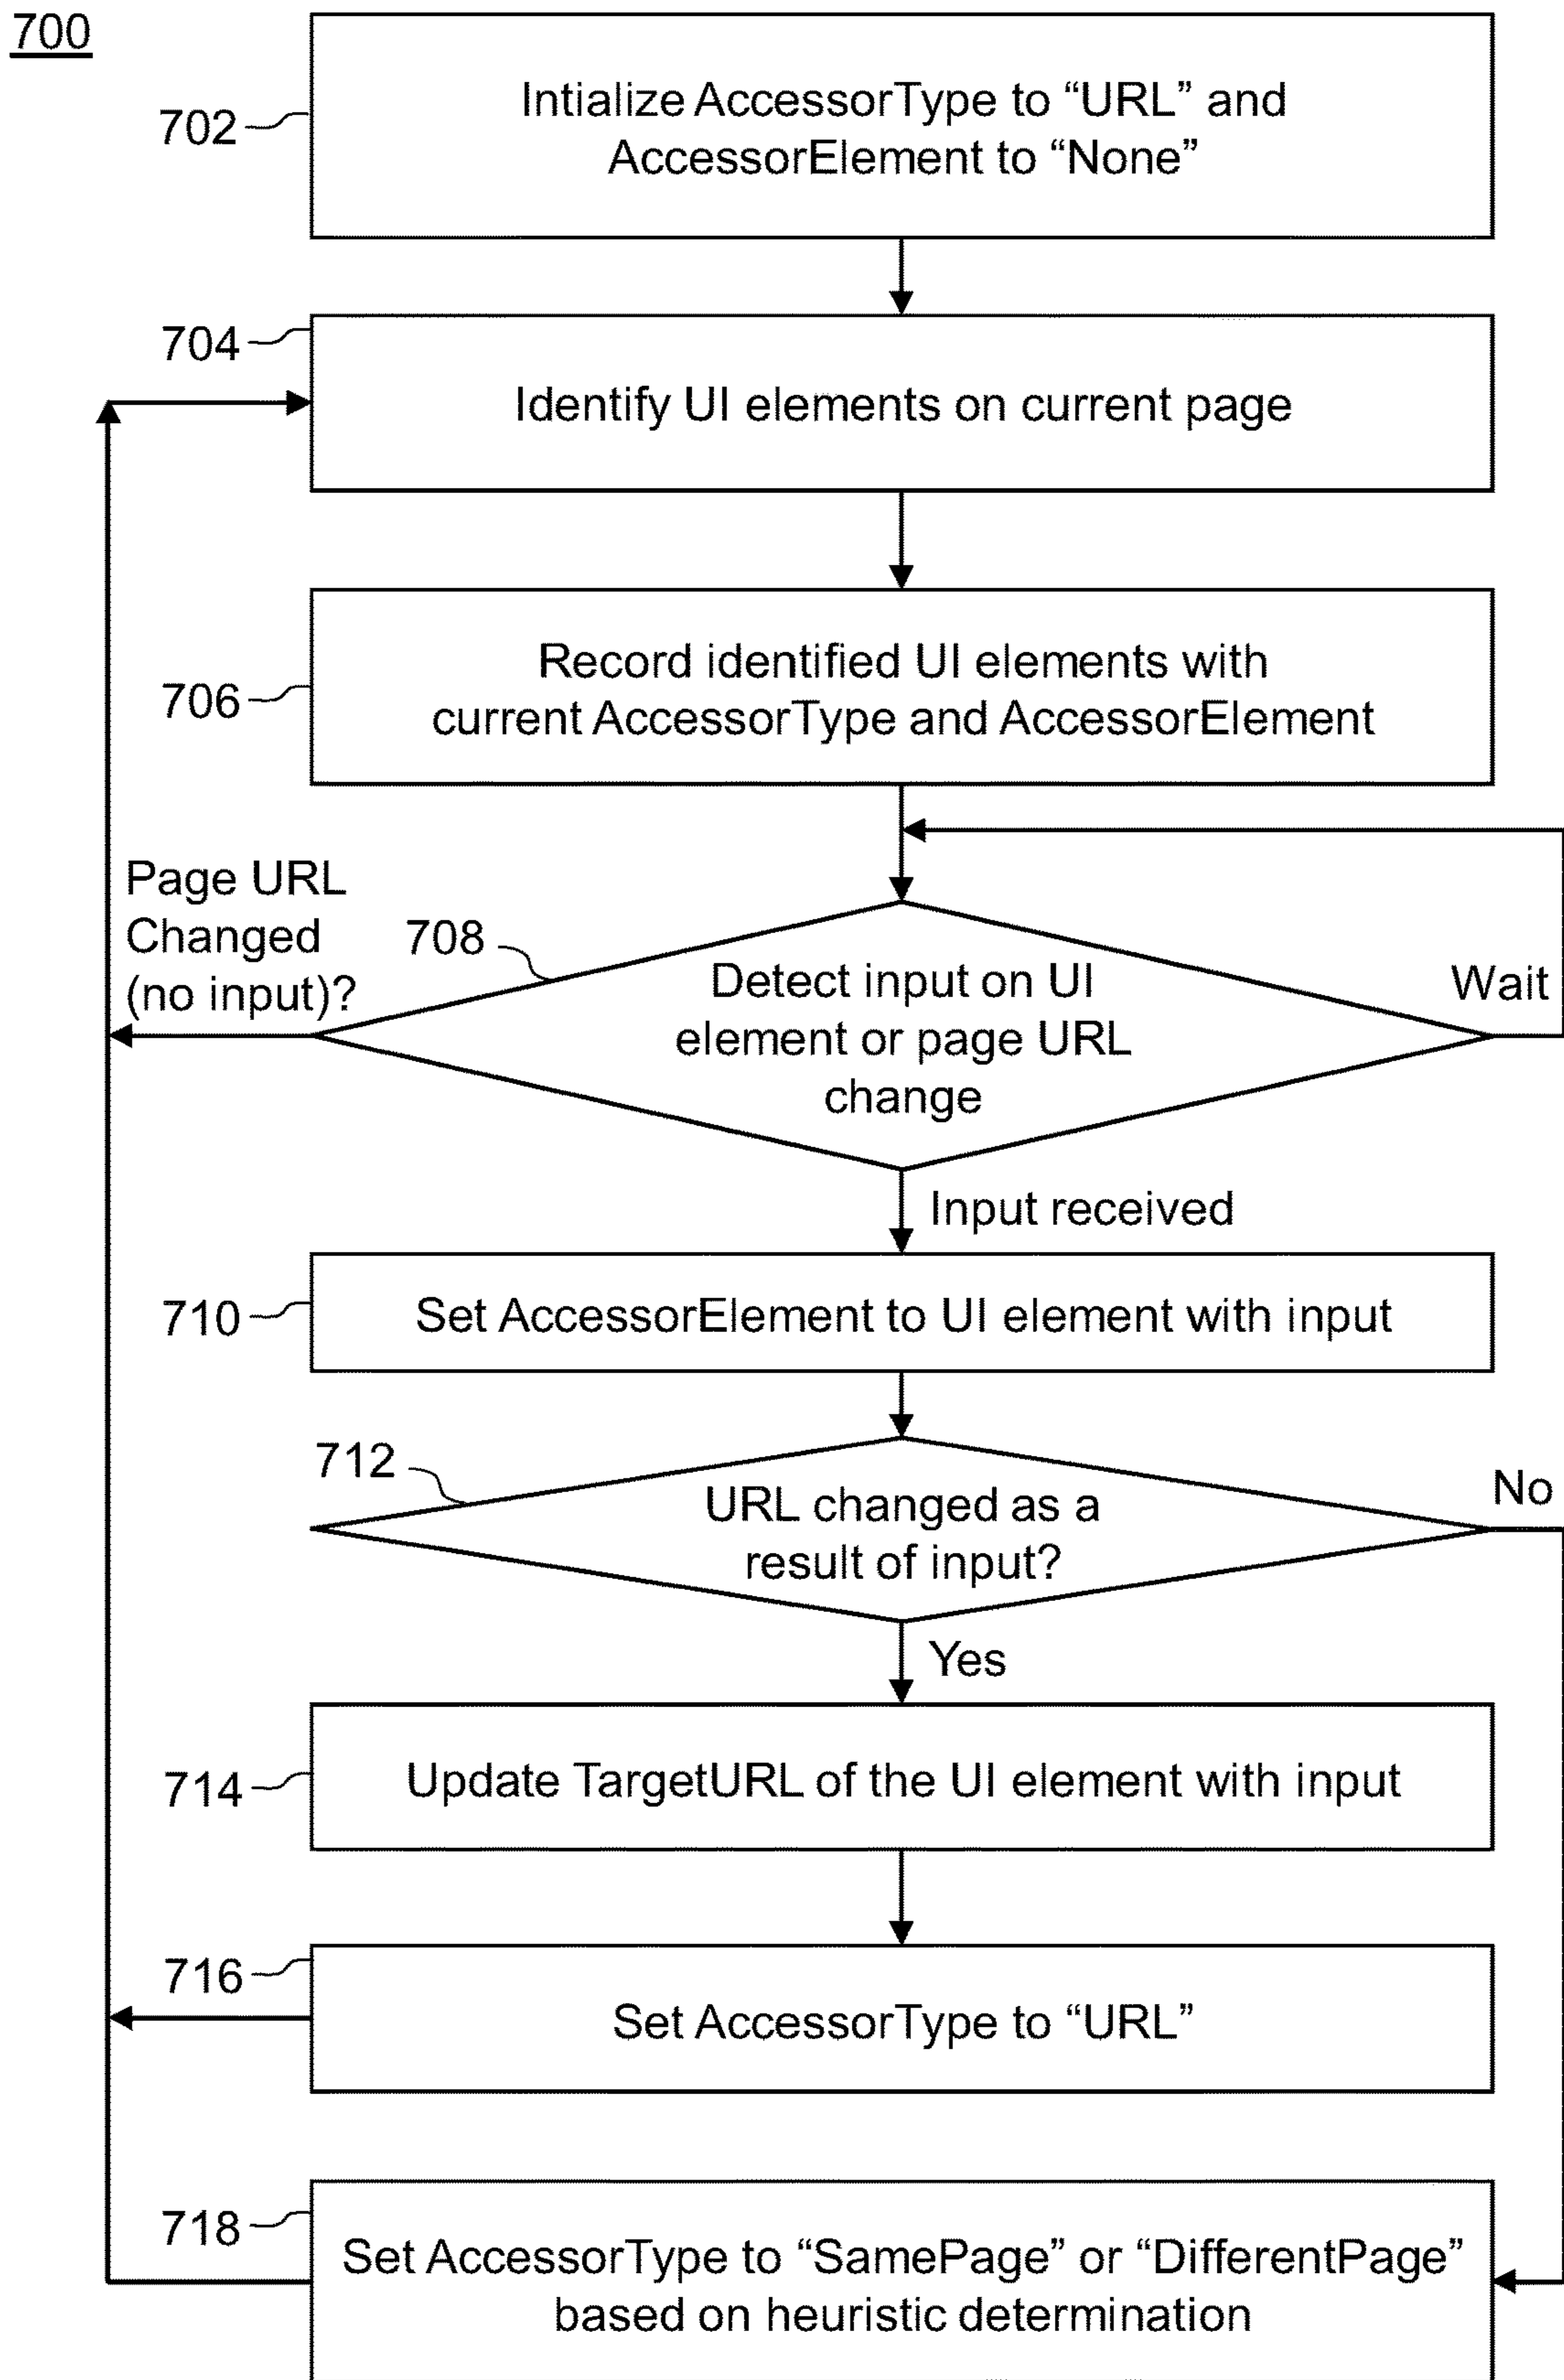 700
702
Intialize AccessorType to “URL” and
AccessorElement to “None”
704
Identify UI elements on current page
706
Record identified UI elements with
current AccessorType and AccessorElement
Page URL
Changed
(no input)?
708
Detect input on UI
element or page URL
change
Wait
Input received
710
Set AccessorElement to UI element with input
712
URL changed as a
result of input?
No
Yes
714
Update TargetURL of the UI element with input
716
Set AccessorType to “URL”
718
Set AccessorType to “SamePage” or “DifferentPage”
based on heuristic determination